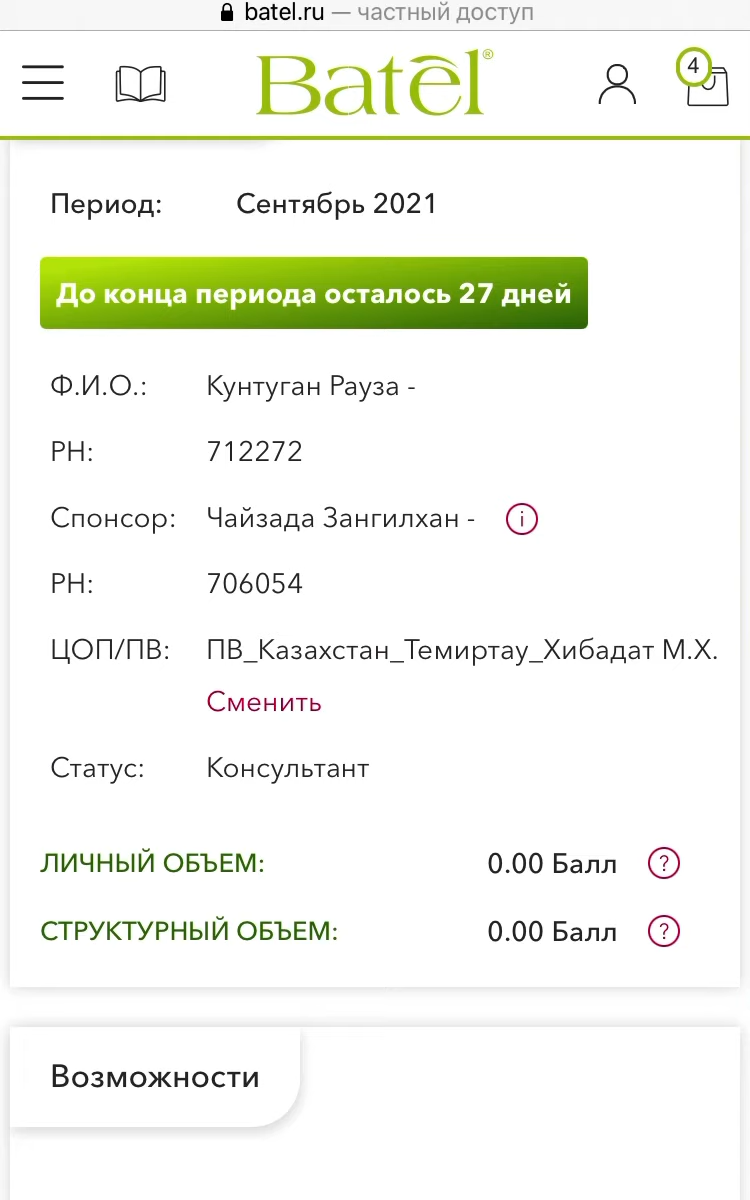 batel.ru — частный доступ
Batêl®
4
Период: Сентябрь 2021
До конца периода осталось 27 дней
Ф.И.О.: Кунтуган Рауза -
РН: 712272
Спонсор: Чайзада Зангилхан - i
РН: 706054
ЦОП/ПВ: ПВ_Казахстан_Темиртау_Хибадат М.Х.
Сменить
Статус: Консультант
ЛИЧНЫЙ ОБЪЕМ: 0.00 Балл ?
СТРУКТУРНЫЙ ОБЪЕМ: 0.00 Балл ?
Возможности